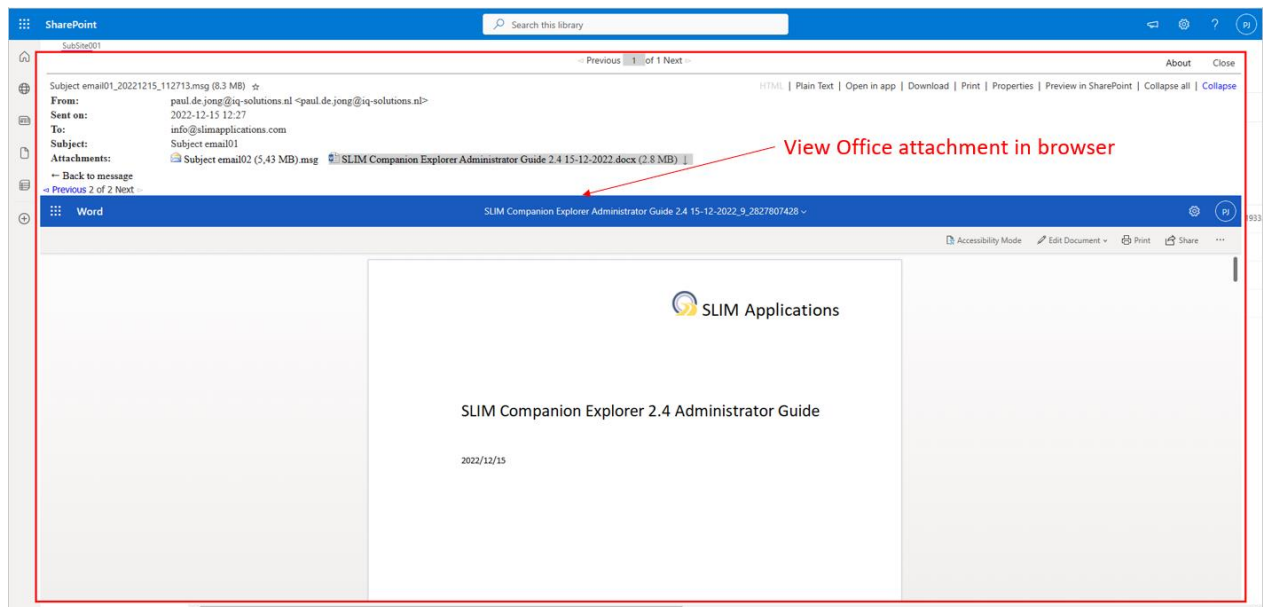 SharePoint
Search this library
? PJ
SubSite001
Previous 1 of 1 Next
About Close
Subject email01_20221215_112713.msg (8.3 MB)
HTML | Plain Text | Open in app | Download | Print | Properties | Preview in SharePoint | Collapse all | Collapse
From: paul.de.jong@iq-solutions.nl <paul.de.jong@iq-solutions.nl>
Sent on: 2022-12-15 12:27
To: info@slimapplications.com
Subject: Subject email01
Attachments: Subject email02 (5,43 MB).msg SLIM Companion Explorer Administrator Guide 2.4 15-12-2022.docx (2.8 MB) ↓
View Office attachment in browser
← Back to message
Previous 2 of 2 Next
Word
SLIM Companion Explorer Administrator Guide 2.4 15-12-2022_9_2827807428
PJ
1933
Accessibility Mode Edit Document Print Share ...
SLIM Applications
SLIM Companion Explorer 2.4 Administrator Guide
2022/12/15